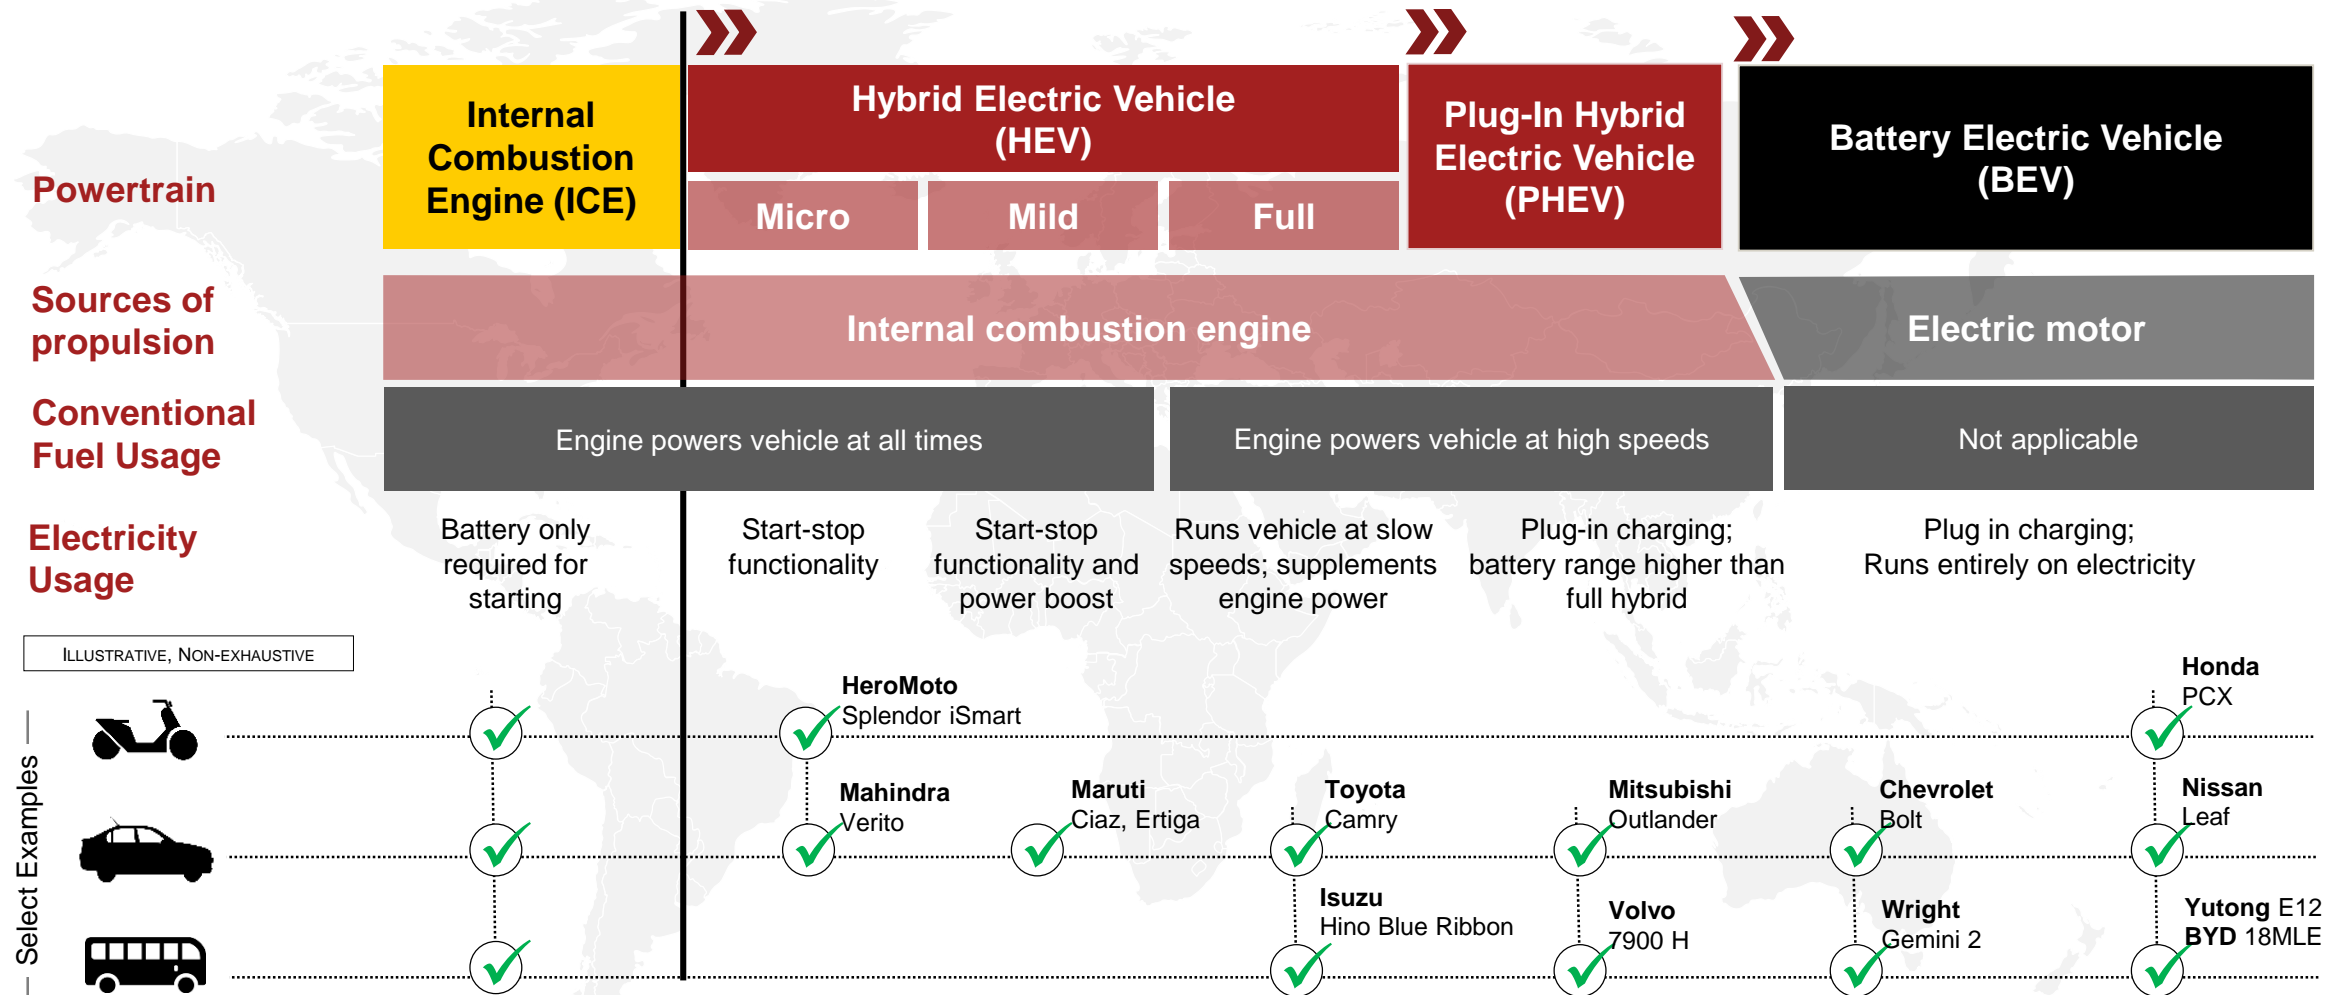 Powertrain
Internal
Combustion
Engine (ICE)
Hybrid Electric Vehicle
(HEV)
Micro
Mild
Full
Plug-In Hybrid
Electric Vehicle
(PHEV)
Battery Electric Vehicle
(BEV)
Sources of
propulsion
Internal combustion engine
Electric motor
Conventional
Fuel Usage
Engine powers vehicle at all times
Engine powers vehicle at high speeds
Not applicable
Electricity
Usage
Battery only
required for
starting
Start-stop
functionality
Start-stop
functionality and
power boost
Runs vehicle at slow
speeds; supplements
engine power
Plug-in charging;
battery range higher than
full hybrid
Plug in charging;
Runs entirely on electricity
ILLUSTRATIVE, NON-EXHAUSTIVE
Select Examples
HeroMoto
Splendor iSmart
Honda
PCX
Mahindra
Verito
Maruti
Ciaz, Ertiga
Toyota
Camry
Mitsubishi
Outlander
Chevrolet
Bolt
Nissan
Leaf
Isuzu
Hino Blue Ribbon
Volvo
7900 H
Wright
Gemini 2
Yutong E12
BYD 18MLE